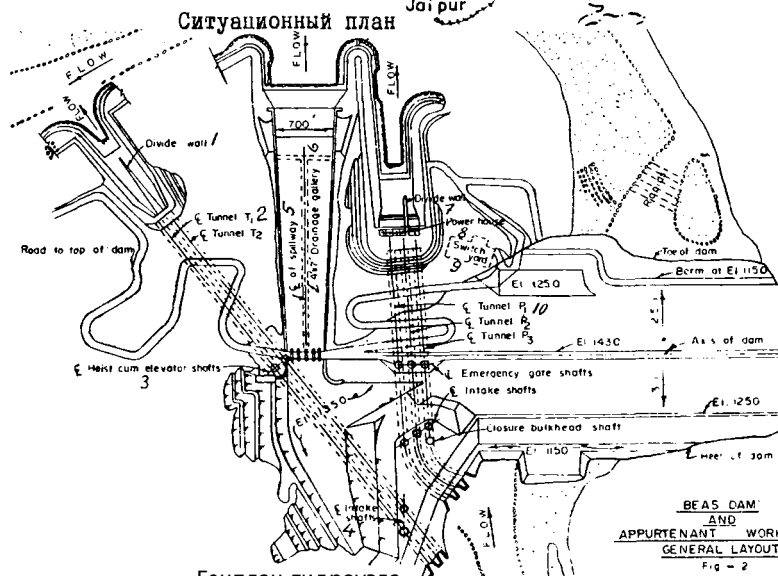 Jaipur
Ситуационный план
FLOW
FLOW
FLOW
FLOW
700'
6
Divide wall 1
Divide wall
7
Power house
8
Switch yard
9
℄ Tunnel T1 2
℄ Tunnel T2
℄ of spillway 5
Drainage gallery
Rapids
Toe of dam
Road to top of dam
Berm at El 1150
El 1250
℄ Tunnel P1 10
℄ Tunnel P2
℄ Tunnel P3
El 1430
Axis of dam
℄ Hoist cum elevator shafts
3
℄ Emergency gate shafts
℄ Intake shafts
El 1350
El. 1250
Closure bulkhead shaft
El 1150
Heel of dam
℄ Intake
shafts
4
FLOW
BEAS DAM
AND
APPURTENANT WORK
GENERAL LAYOUT
Fig - 2